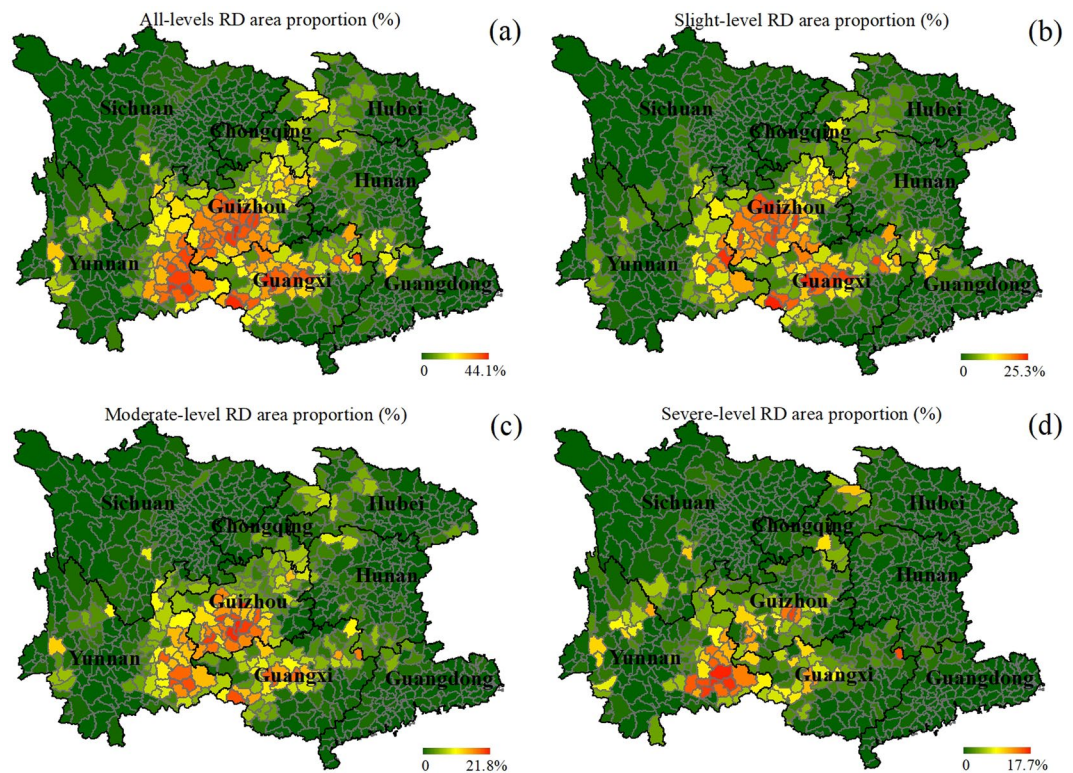 All-levels RD area proportion (%)
(a)
Sichuan
Hubei
Chongqing
Hunan
Guizhou
Yunnan
Guangxi
Guangdong
0 44.1%
Slight-level RD area proportion (%)
(b)
Sichuan
Hubei
Chongqing
Hunan
Guizhou
Yunnan
Guangxi
Guangdong
0 25.3%
Moderate-level RD area proportion (%)
(c)
Sichuan
Hubei
Chongqing
Hunan
Guizhou
Yunnan
Guangxi
Guangdong
0 21.8%
Severe-level RD area proportion (%)
(d)
Sichuan
Hubei
Chongqing
Hunan
Guizhou
Yunnan
Guangxi
Guangdong
0 17.7%